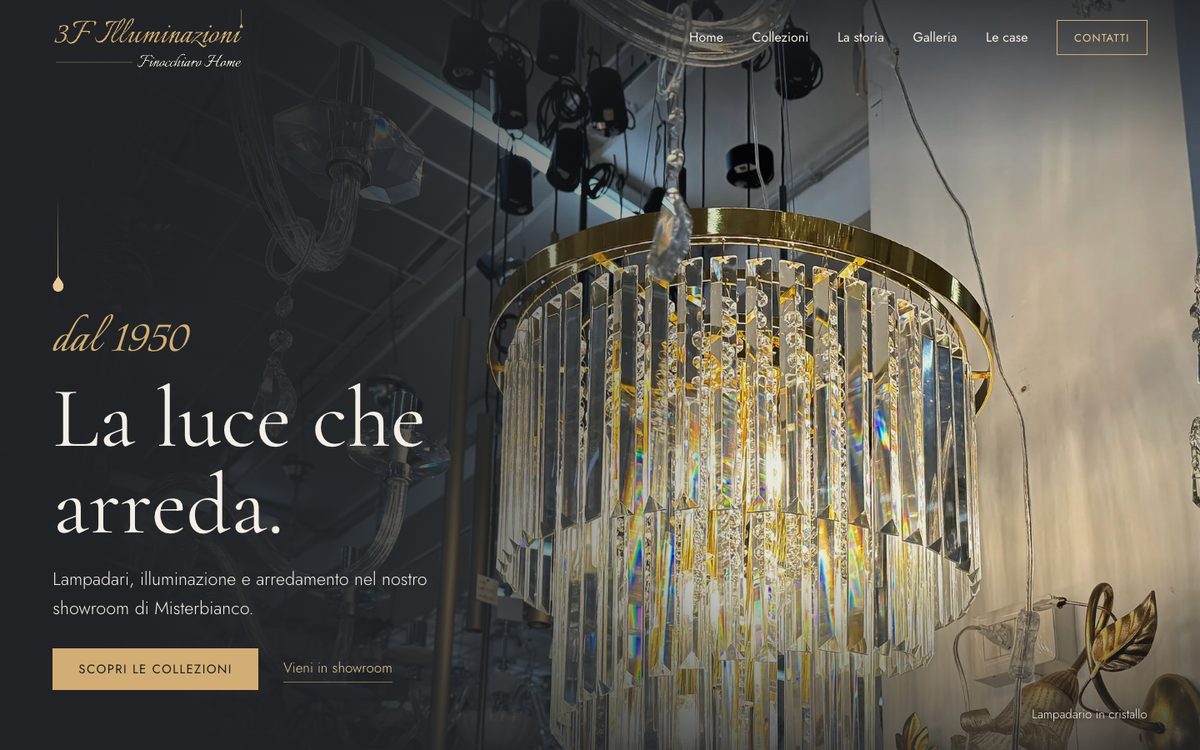 3F Illuminazioni
Finocchiaro Home
Home
Collezioni
La storia
Galleria
Le case
CONTATTI
dal 1950
La luce che
arreda.
Lampadari, illuminazione e arredamento nel nostro
showroom di Misterbianco.
SCOPRI LE COLLEZIONI
Vieni in showroom
Lampadario in cristallo